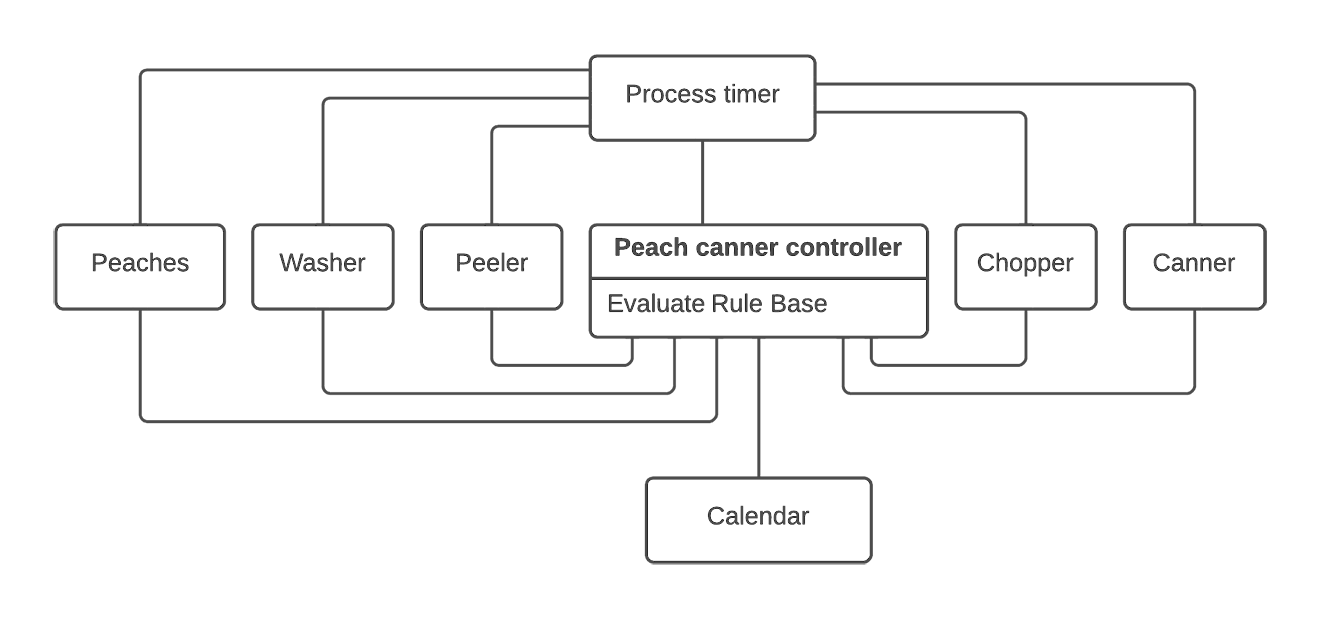 Process timer
Peaches
Washer
Peeler
Peach canner controller
Evaluate Rule Base
Chopper
Canner
Calendar